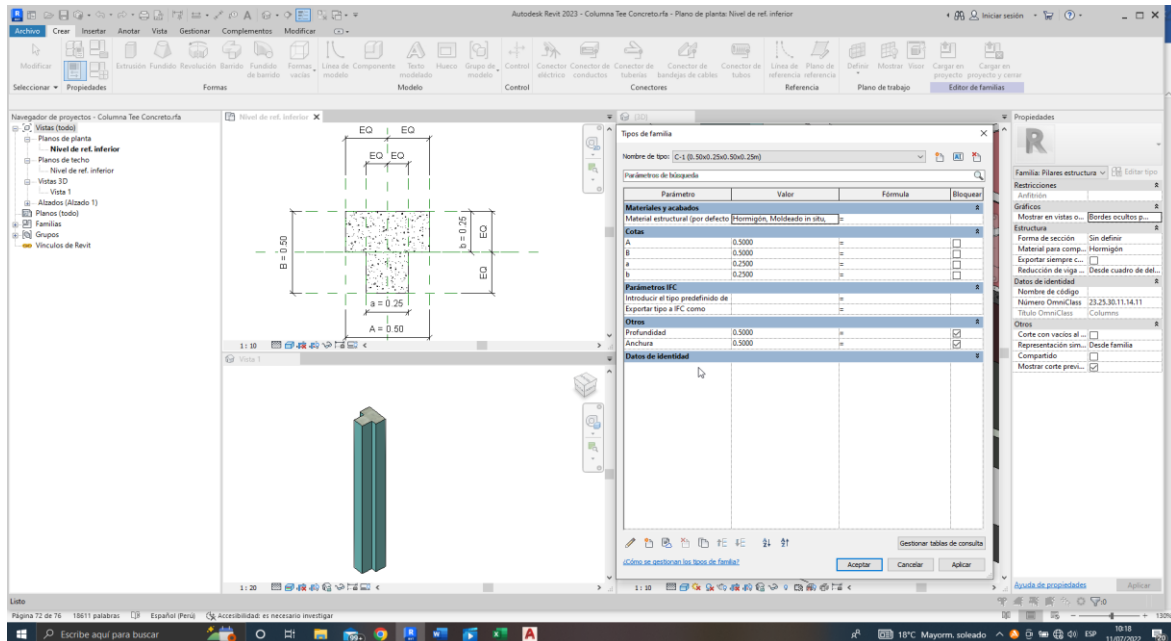 Autodesk Revit 2023 - Columna Tee Concreto.rfa - Plano de planta: Nivel de ref. inferior
Iniciar sesión
Archivo Crear Insertar Anotar Vista Gestionar Complementos Modificar
Modificar
Extrusión Fundido Revolución Barrido Fundido de barrido Formas vacías
Línea de modelo Componente Texto modelado Hueco Grupo de modelo
Control Conector eléctrico Conector de conductos Conector de tuberías Conector de bandejas de cables Conector de tubos
Línea de referencia Plano de referencia
Definir Mostrar Visor Cargar en proyecto Cargar en proyecto y cerrar
Seleccionar Propiedades Formas Modelo Control Conectores Referencia Plano de trabajo Editor de familias
Navegador de proyectos - Columna Tee Concreto.rfa
Vistas (todo)
Planos de planta
Nivel de ref. inferior
Planos de techo
Nivel de ref. inferior
Vistas 3D
Vista 1
Alzados (Alzado 1)
Planos (todo)
Familias
Grupos
Vínculos de Revit
Nivel de ref. inferior
EQ EQ
EQ EQ
B = 0.50
b = 0.25
EQ
EQ
a = 0.25
A = 0.50
1 : 10
Vista 1
1 : 20
{3D}
Tipos de familia
Nombre de tipo: C-1 (0.50x0.25x0.50x0.25m)
Parámetros de búsqueda
Parámetro Valor Fórmula Bloquear
Materiales y acabados
Material estructural (por defecto Hormigón, Moldeado in situ, =
Cotas
A 0.5000 =
B 0.5000 =
a 0.2500 =
b 0.2500 =
Parámetros IFC
Introducir el tipo predefinido de =
Exportar tipo a IFC como =
Otros
Profundidad 0.5000 =
Anchura 0.5000 =
Datos de identidad
Gestionar tablas de consulta
¿Cómo se gestionan los tipos de familia?
Aceptar Cancelar Aplicar
1 : 10
Propiedades
R
Familia: Pilares estructura Editar tipo
Restricciones
Anfitrión
Gráficos
Mostrar en vistas o... Bordes ocultos p...
Estructura
Forma de sección Sin definir
Material para comp... Hormigón
Exportar siempre c...
Reducción de viga ... Desde cuadro de del...
Datos de identidad
Nombre de código
Número OmniClass 23.25.30.11.14.11
Título OmniClass Columns
Otros
Corte con vacíos al ...
Representación sim... Desde familia
Compartido
Mostrar corte previ...
Ayuda de propiedades Aplicar
Listo
:0
Página 72 de 76 18611 palabras Español (Perú) Accesibilidad: es necesario investigar
130%
Escribe aquí para buscar
99+
18°C Mayorm. soleado
ESP
10:18
11/07/2022